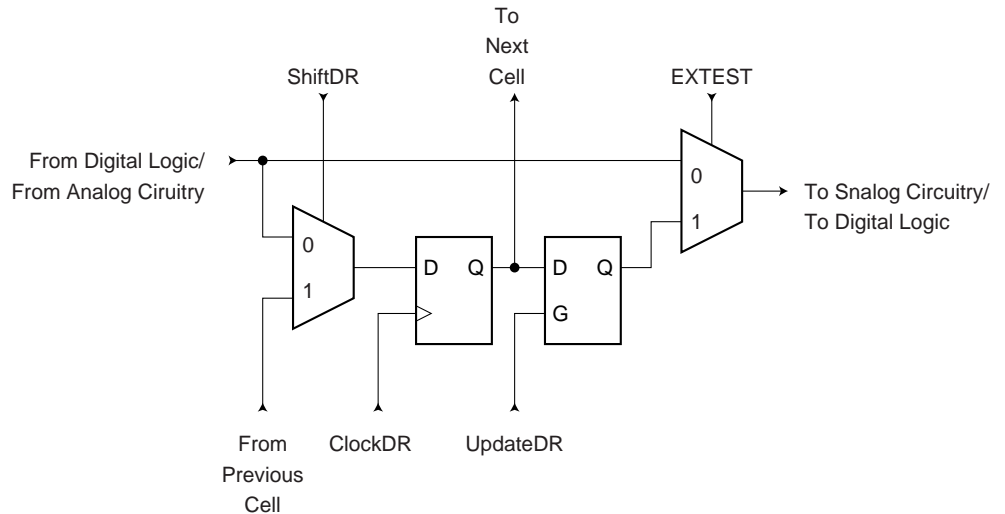 To
Next
Cell
ShiftDR
EXTEST
From Digital Logic/
From Analog Ciruitry
0
1
To Snalog Circuitry/
To Digital Logic
0
1
D Q
D Q
G
From
Previous
Cell
ClockDR
UpdateDR